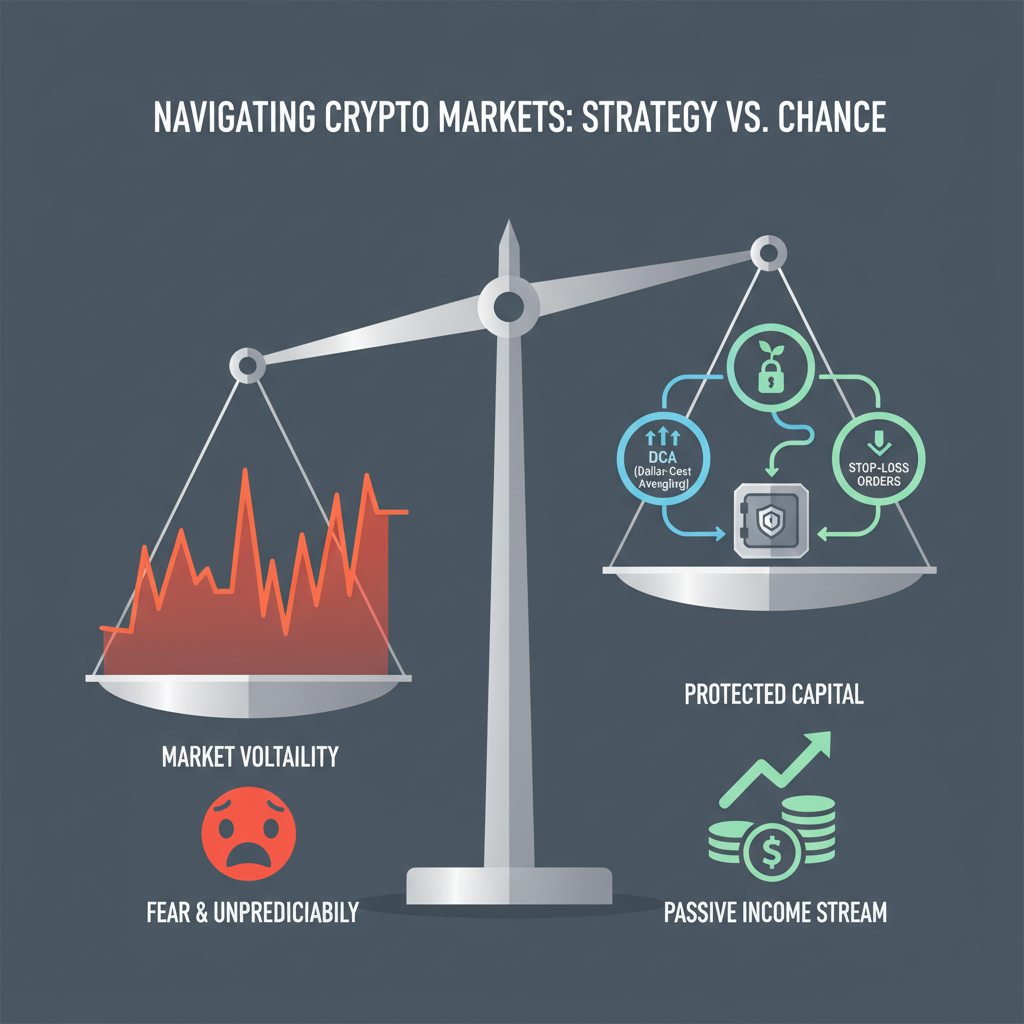 NAVIGATING CRYPTO MARKETS: STRATEGY VS. CHANCE
DCA
(Dallar-Cest
Avenglirg)
STOP-LOSS
ORDERS
PROTECTED CAPITAL
MARKET VOLTAILITY
$
FEAR & UNPREDICIABILY
PASSIVE INCOME STREAM